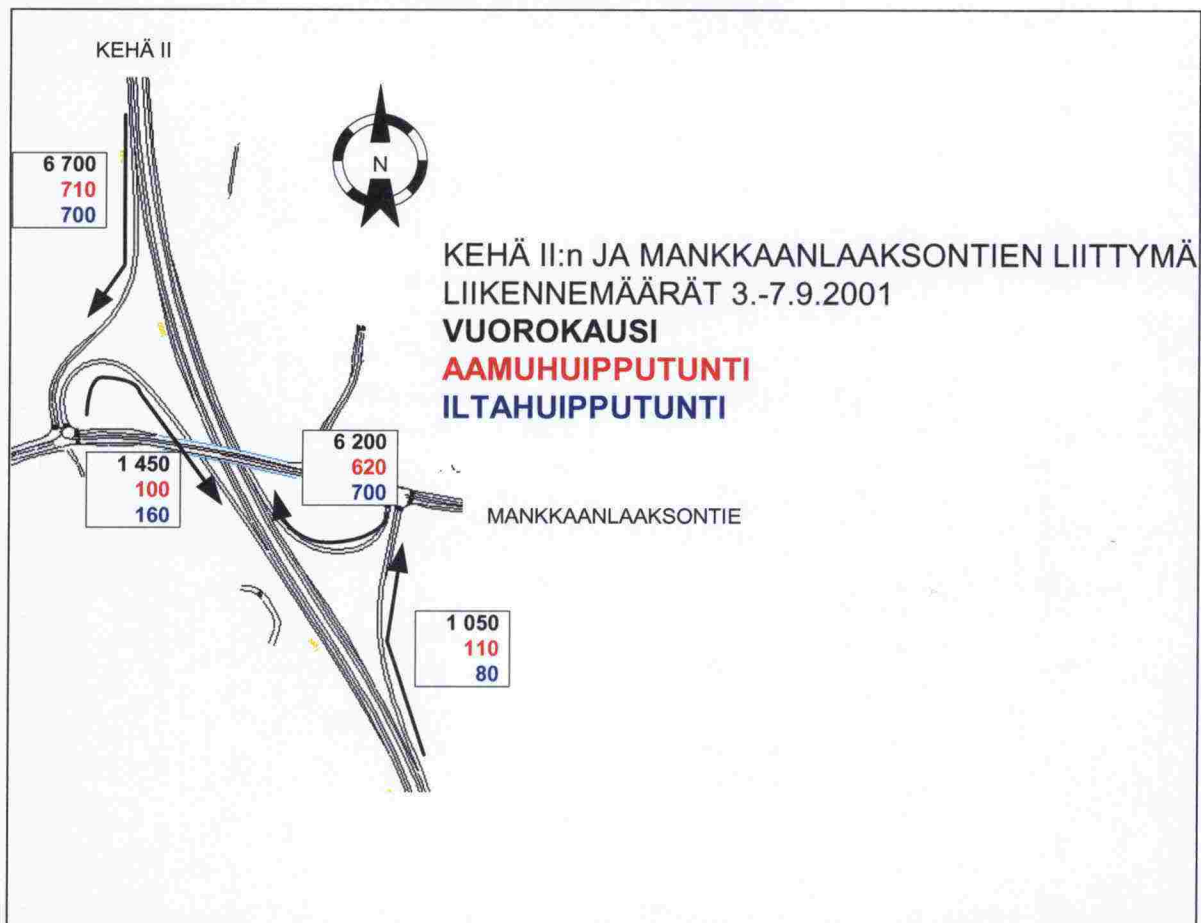 KEHÄ II
6 700
710
700
N
KEHÄ II:n JA MANKKAANLAAKSONTIEN LIITTYMÄ
LIIKENNEMÄÄRÄT 3.-7.9.2001
VUOROKAUSI
AAMUHUIPPUTUNTI
ILTAHUIPPUTUNTI
6 200
620
700
1 450
100
160
MANKKAANLAAKSONTIE
1 050
110
80